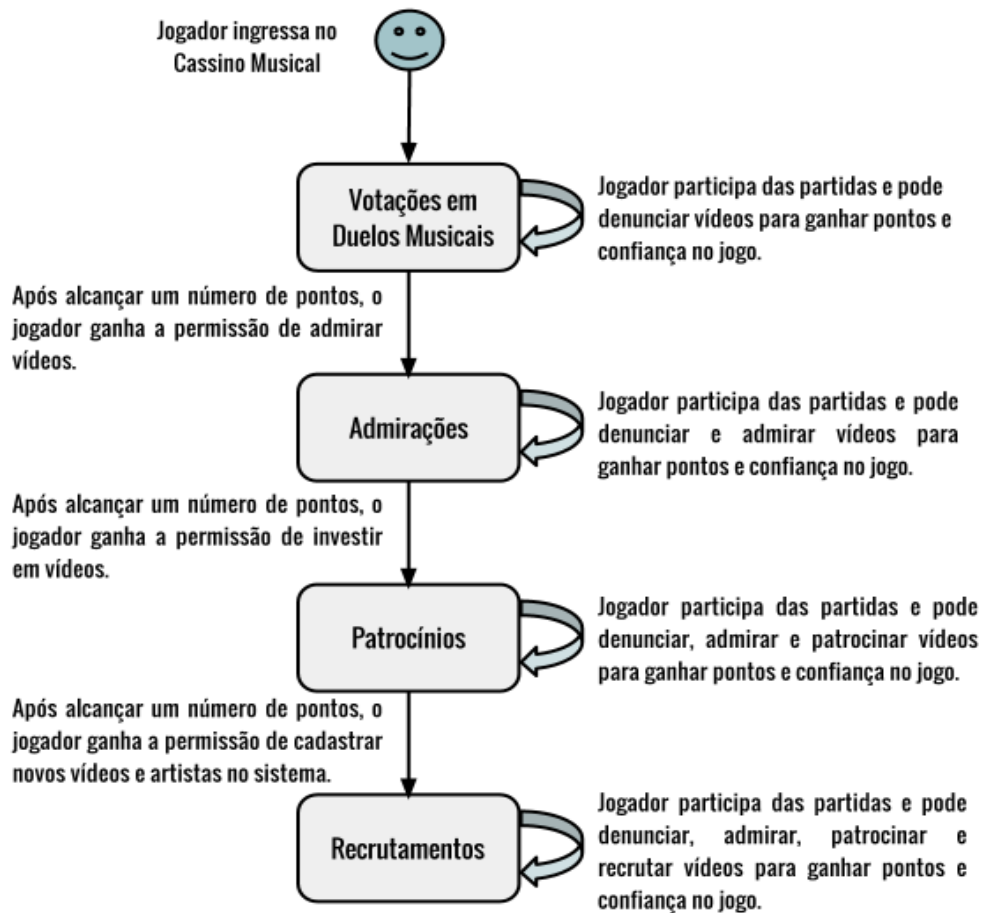 Jogador ingressa no
Cassino Musical
Votações em
Duelos Musicais
Jogador participa das partidas e pode
denunciar vídeos para ganhar pontos e
confiança no jogo.
Após alcançar um número de pontos, o
jogador ganha a permissão de admirar
vídeos.
Admirações
Jogador participa das partidas e pode
denunciar e admirar vídeos para
ganhar pontos e confiança no jogo.
Após alcançar um número de pontos, o
jogador ganha a permissão de investir
em vídeos.
Patrocínios
Jogador participa das partidas e pode
denunciar, admirar e patrocinar vídeos
para ganhar pontos e confiança no jogo.
Após alcançar um número de pontos, o
jogador ganha a permissão de cadastrar
novos vídeos e artistas no sistema.
Recrutamentos
Jogador participa das partidas e pode
denunciar, admirar, patrocinar e
recrutar vídeos para ganhar pontos e
confiança no jogo.